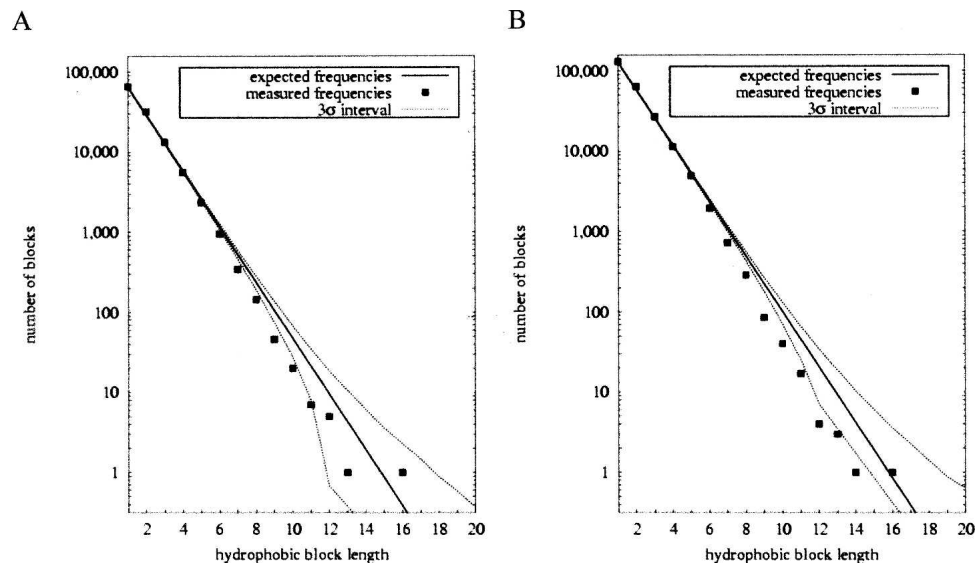 A
100,000
10,000
1,000
100
10
1
number of blocks
expected frequencies
measured frequencies
3σ interval
2 4 6 8 10 12 14 16 18 20
hydrophobic block length
B
100,000
10,000
1,000
100
10
1
number of blocks
expected frequencies
measured frequencies
3σ interval
2 4 6 8 10 12 14 16 18 20
hydrophobic block length